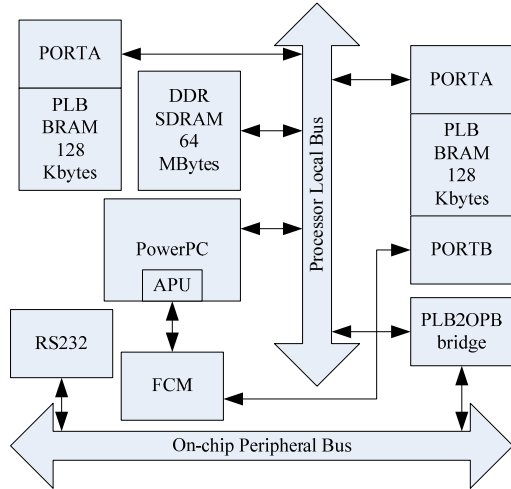 PORTA
PLB
BRAM
128
Kbytes
DDR
SDRAM
64
MBytes
Processor Local Bus
PORTA
PLB
BRAM
128
Kbytes
PORTB
PowerPC
APU
PLB2OPB
bridge
RS232
FCM
On-chip Peripheral Bus